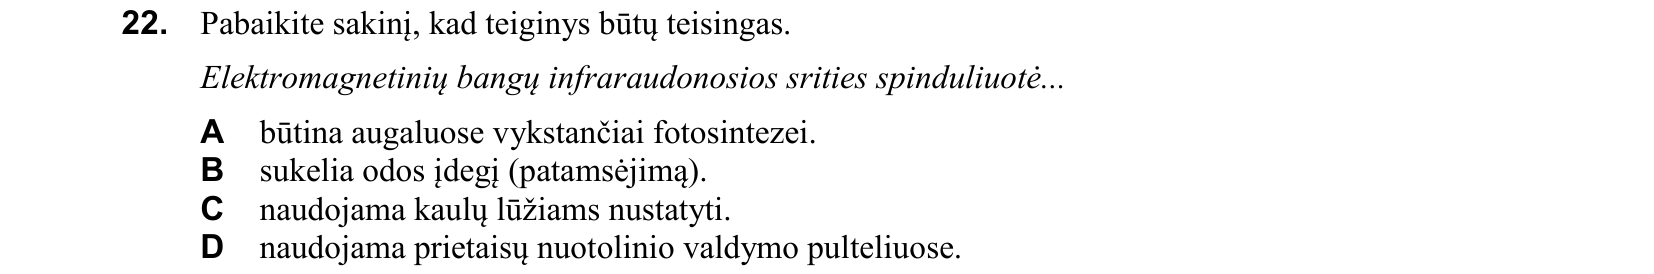 22. Pabaikite sakinį, kad teiginys būtų teisingas.
Elektromagnetinių bangų infraraudonosios srities spinduliuotė...
A būtina augaluose vykstančiai fotosintezei.
B sukelia odos įdegį (patamsėjimą).
C naudojama kaulų lūžiams nustatyti.
D naudojama prietaisų nuotolinio valdymo pulteliuose.